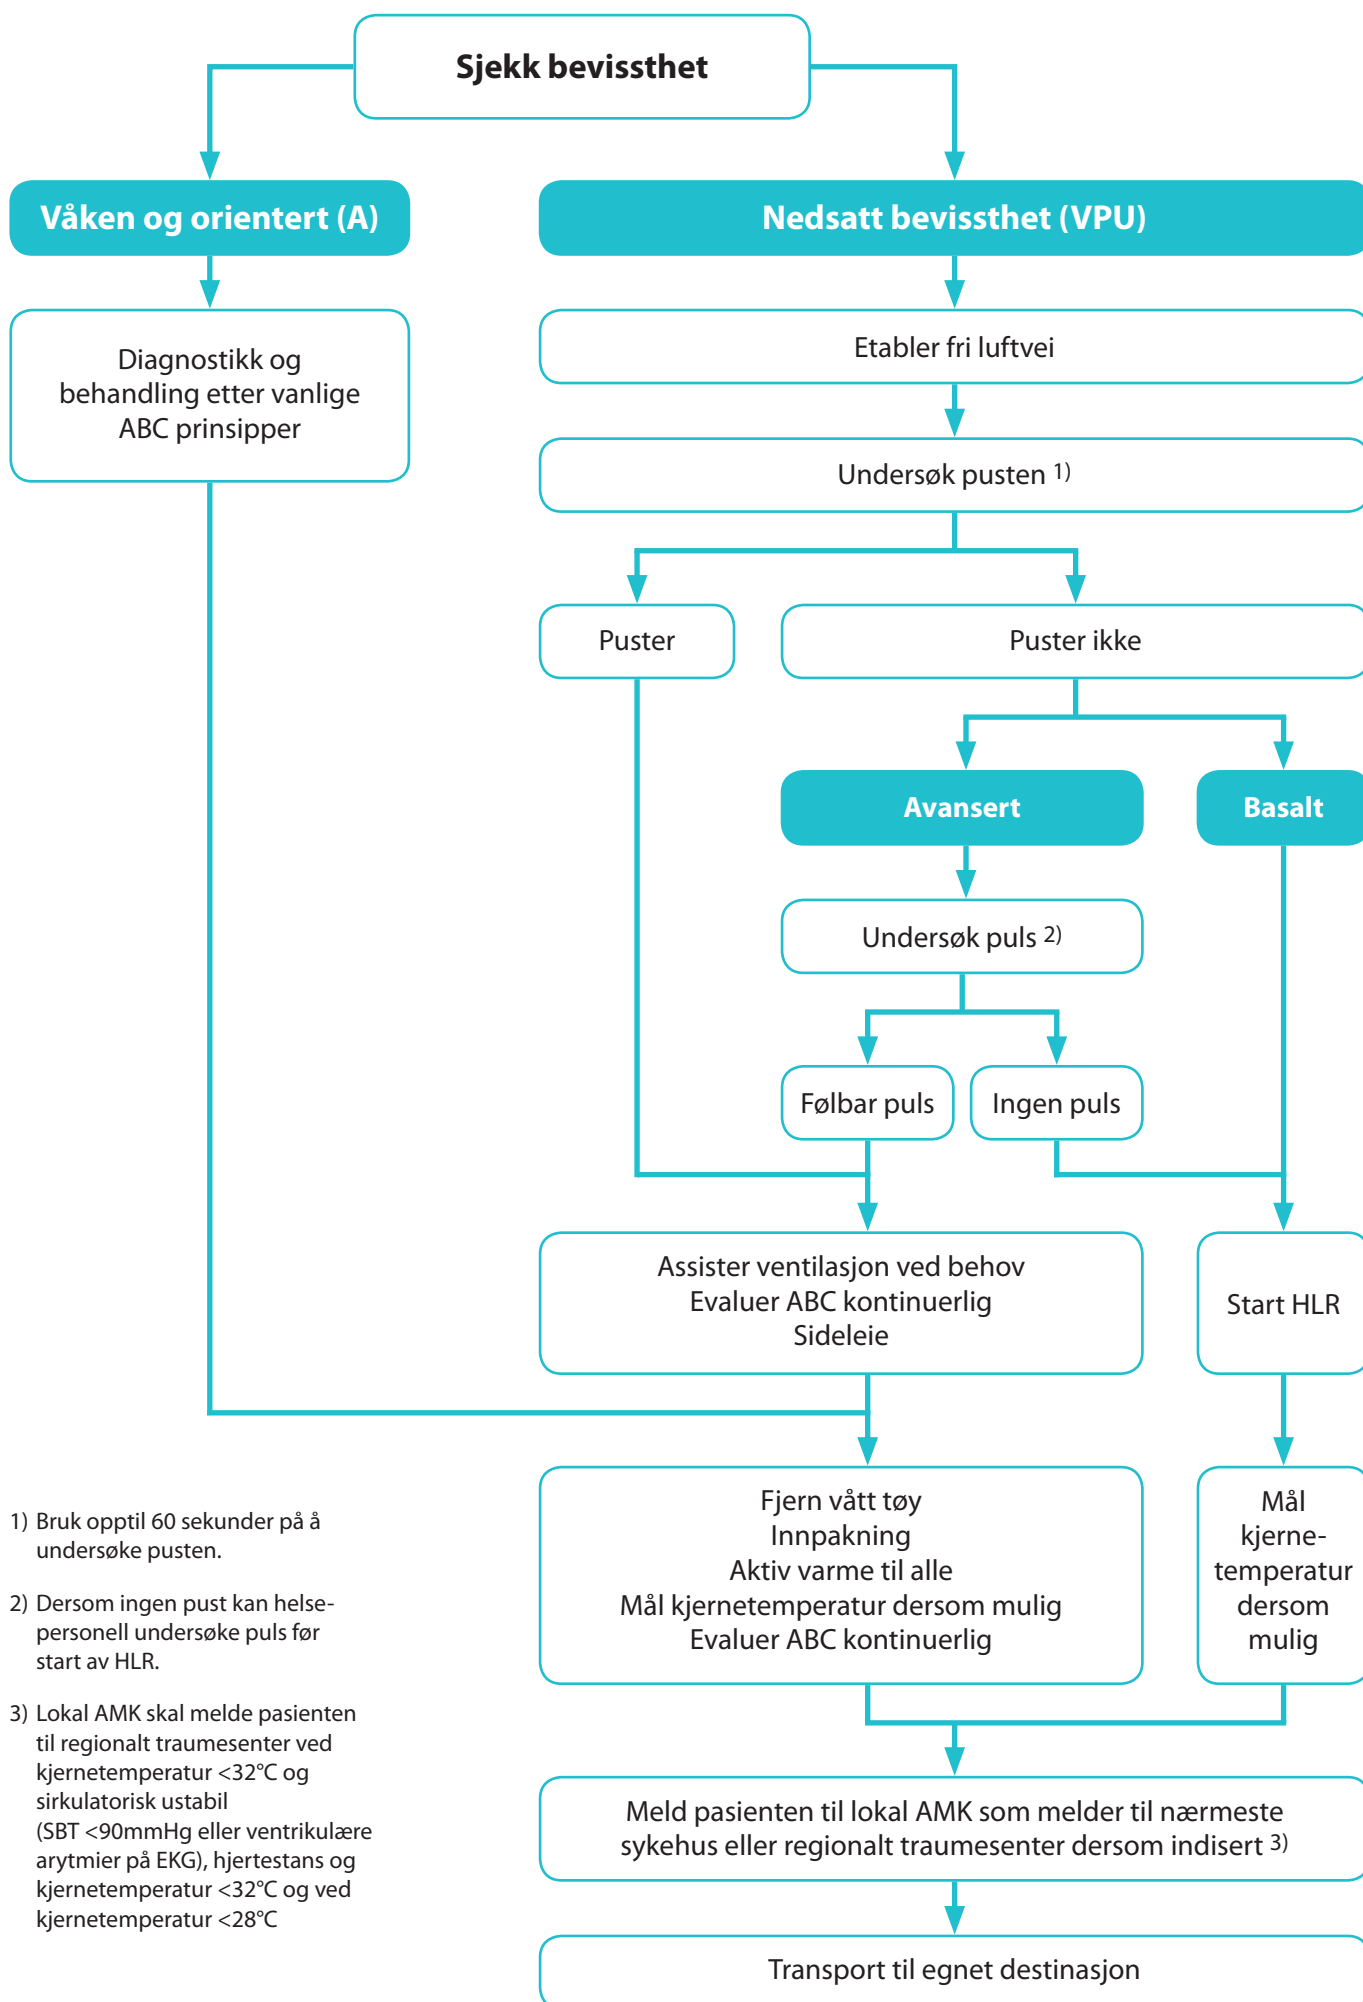 Sjekk bevissthet
Våken og orientert (A)
Nedsatt bevissthet (VPU)
Diagnostikk og
behandling etter vanlige
ABC prinsipper
Etabler fri luftvei
Undersøk pusten 1)
Puster
Puster ikke
Avansert
Basalt
Undersøk puls 2)
Følbar puls
Ingen puls
Assister ventilasjon ved behov
Evaluer ABC kontinuerlig
Sideleie
Start HLR
Fjern vått tøy
Innpakning
Aktiv varme til alle
Mål kjernetemperatur dersom mulig
Evaluer ABC kontinuerlig
Mål
kjerne-
temperatur
dersom
mulig
1) Bruk opptil 60 sekunder på å
undersøke pusten.
2) Dersom ingen pust kan helse-
personell undersøke puls før
start av HLR.
3) Lokal AMK skal melde pasienten
til regionalt traumesenter ved
kjernetemperatur <32°C og
sirkulatorisk ustabil
(SBT <90mmHg eller ventrikulære
arytmier på EKG), hjertestans og
kjernetemperatur <32°C og ved
kjernetemperatur <28°C
Meld pasienten til lokal AMK som melder til nærmeste
sykehus eller regionalt traumesenter dersom indisert 3)
Transport til egnet destinasjon